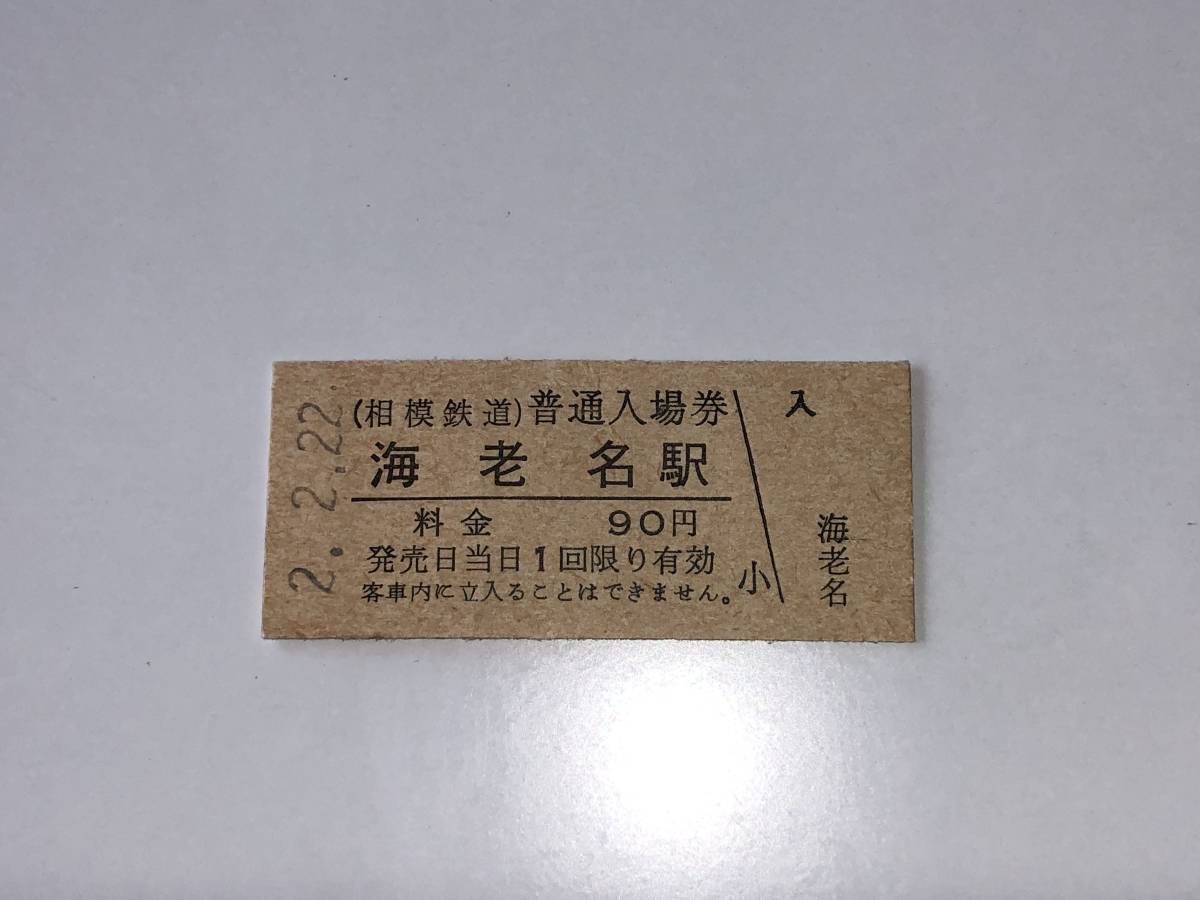 2.2.22
(相模鉄道)普通入場券
海老名駅
料金 90円
発売日当日1回限り有効
客車内に立入ることはできません。
小
入
海老名